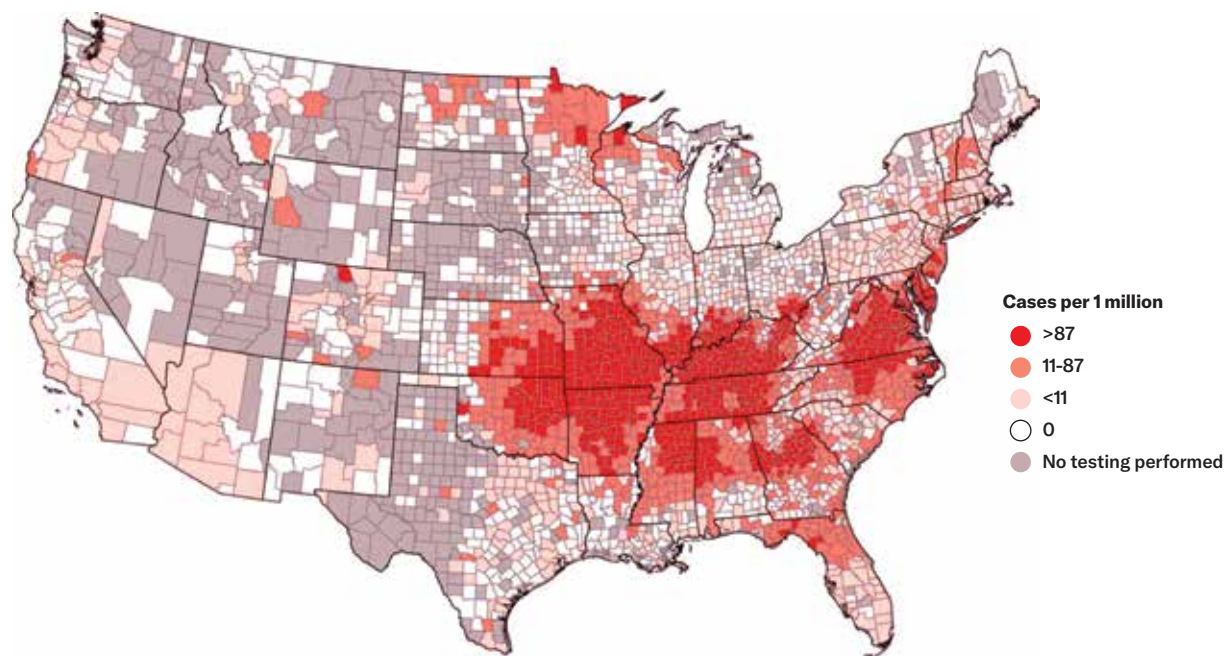 Cases per 1 million
>87
11-87
<11
0
No testing performed